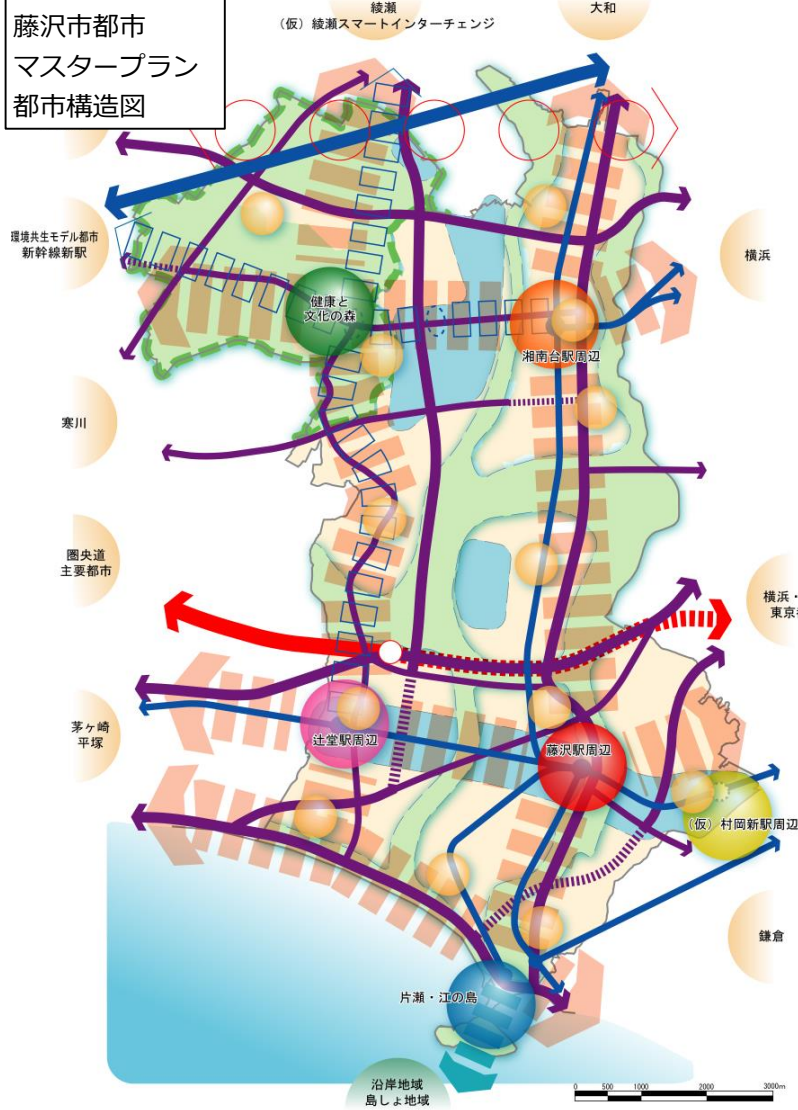 藤沢市都市
マスタープラン
都市構造図
綾瀬
(仮)綾瀬スマートインターチェンジ
大和
環境共生モデル都市
新幹線新駅
横浜
健康と
文化の森
湘南台駅周辺
寒川
圏央道
主要都市
横浜・
東京
茅ヶ崎
平塚
辻堂駅周辺
藤沢駅周辺
(仮)村岡新駅周辺
鎌倉
片瀬・江の島
沿岸地域
島しょ地域
0 500 1000 2000 3000m